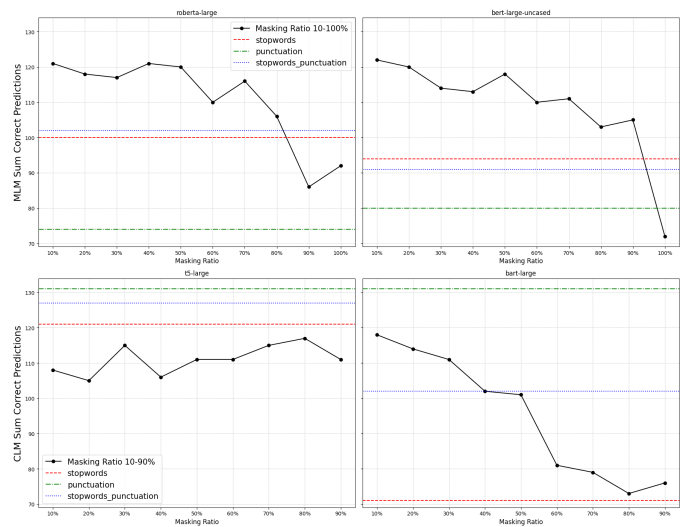 roberta-large
bert-large-uncased
MLM Sum Correct Predictions
130
120
110
100
90
80
70
Masking Ratio 10-100%
stopwords
punctuation
stopwords_punctuation
10% 20% 30% 40% 50% 60% 70% 80% 90% 100%
10% 20% 30% 40% 50% 60% 70% 80% 90% 100%
Masking Ratio
Masking Ratio
t5-large
bart-large
CLM Sum Correct Predictions
130
120
110
100
90
80
70
Masking Ratio 10-90%
stopwords
punctuation
stopwords_punctuation
10% 20% 30% 40% 50% 60% 70% 80% 90%
10% 20% 30% 40% 50% 60% 70% 80% 90%
Masking Ratio
Masking Ratio